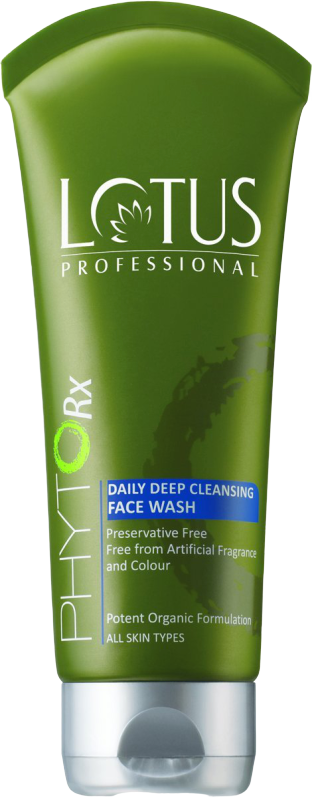 LOTUS
PROFESSIONAL
PHYTORx
DAILY DEEP CLEANSING
FACE WASH
Preservative Free
Free from Artificial Fragrance
and Colour
Potent Organic Formulation
ALL SKIN TYPES